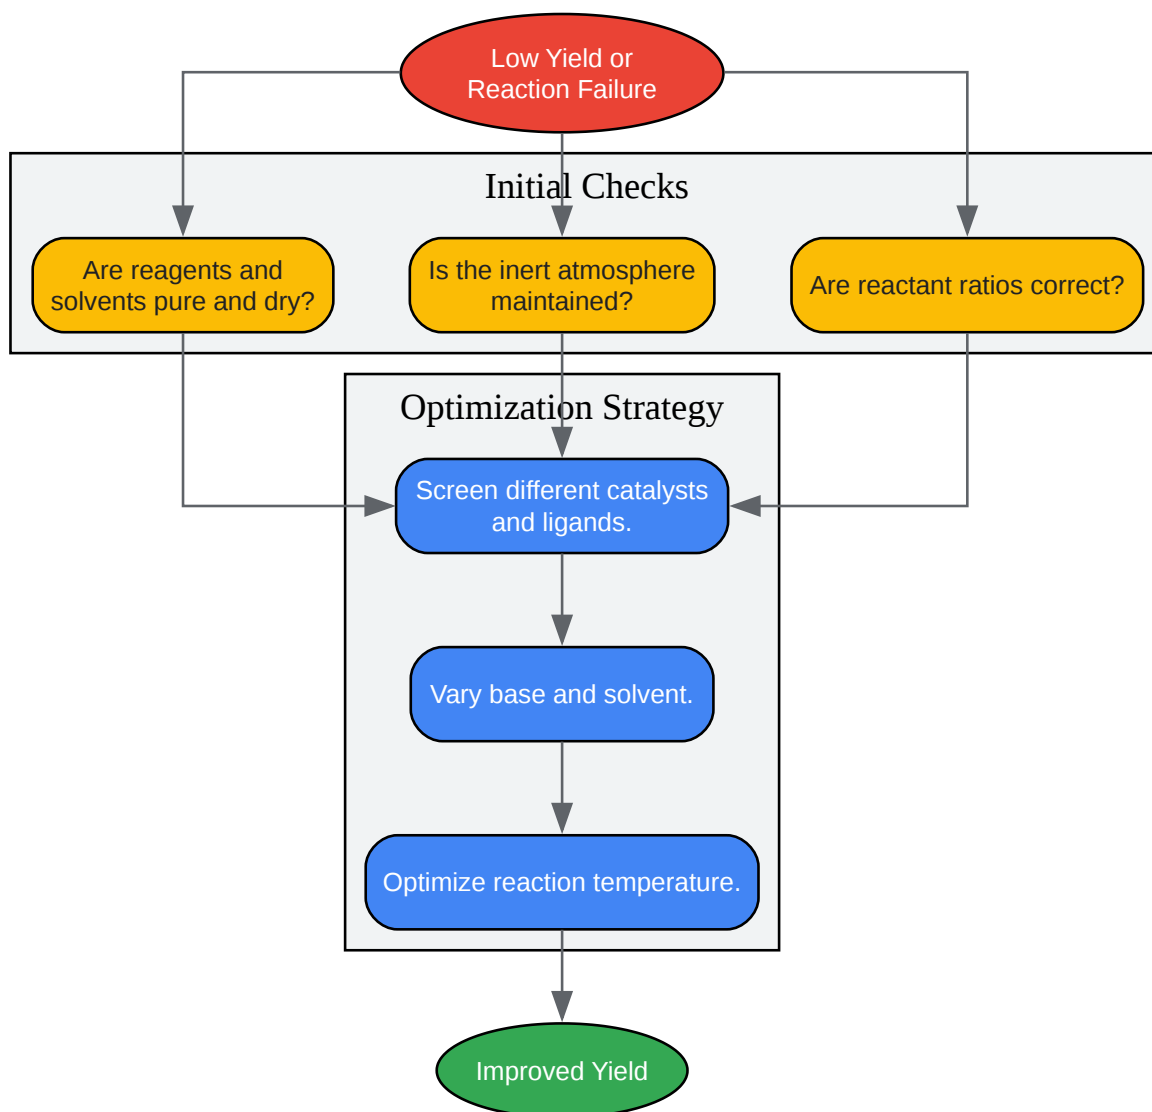 Low Yield or
Reaction Failure
Initial Checks
Are reagents and
solvents pure and dry?
Is the inert atmosphere
maintained?
Are reactant ratios correct?
Optimization Strategy
Screen different catalysts
and ligands.
Vary base and solvent.
Optimize reaction temperature.
Improved Yield